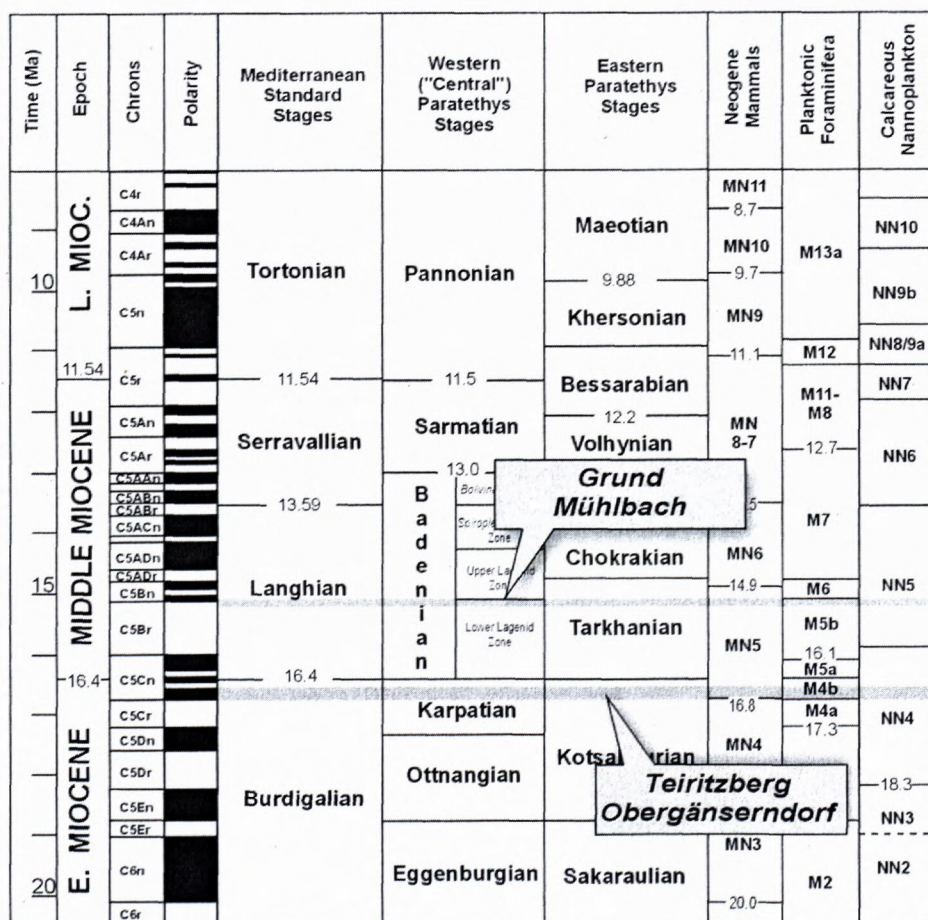 Time (Ma)
Epoch
Chrons
Polarity
Mediterranean
Standard
Stages
Western
("Central")
Paratethys
Stages
Eastern
Paratethys
Stages
Neogene
Mammals
Planktonic
Foraminifera
Calcareous
Nannoplankton
10
15
20
L. MIOC.
11.54
MIDDLE MIOCENE
16.4
E. MIOCENE
C4r
C4An
C4Ar
C5n
C5r
C5An
C5Ar
C5AAn
C5ABn
C5ABr
C5ACn
C5ADn
C5ADr
C5Bn
C5Br
C5Cn
C5Cr
C5Dn
C5Dr
C5En
C5Er
C6n
C6r
Tortonian
11.54
Serravallian
13.59
Langhian
16.4
Burdigalian
Pannonian
11.5
Sarmatian
13.0
Badenian
Zone
Upper
Lower Lagenid
Zone
Karpatian
Ottnangian
Eggenburgian
Maeotian
9.88
Khersonian
Bessarabian
12.2
Volhynian
Grund
Mühlbach
Chokrakian
Tarkhanian
Teiritzberg
Obergänserndorf
Sakaraulian
MN11
8.7
MN10
9.7
MN9
11.1
MN
8-7
MN6
14.9
MN5
16.8
MN4
MN3
20.0
M13a
M12
M11-
M8
12.7
M7
M6
M5b
16.1
M5a
M4b
M4a
17.3
M2
NN10
NN9b
NN8/9a
NN7
NN6
NN5
NN4
18.3
NN3
NN2